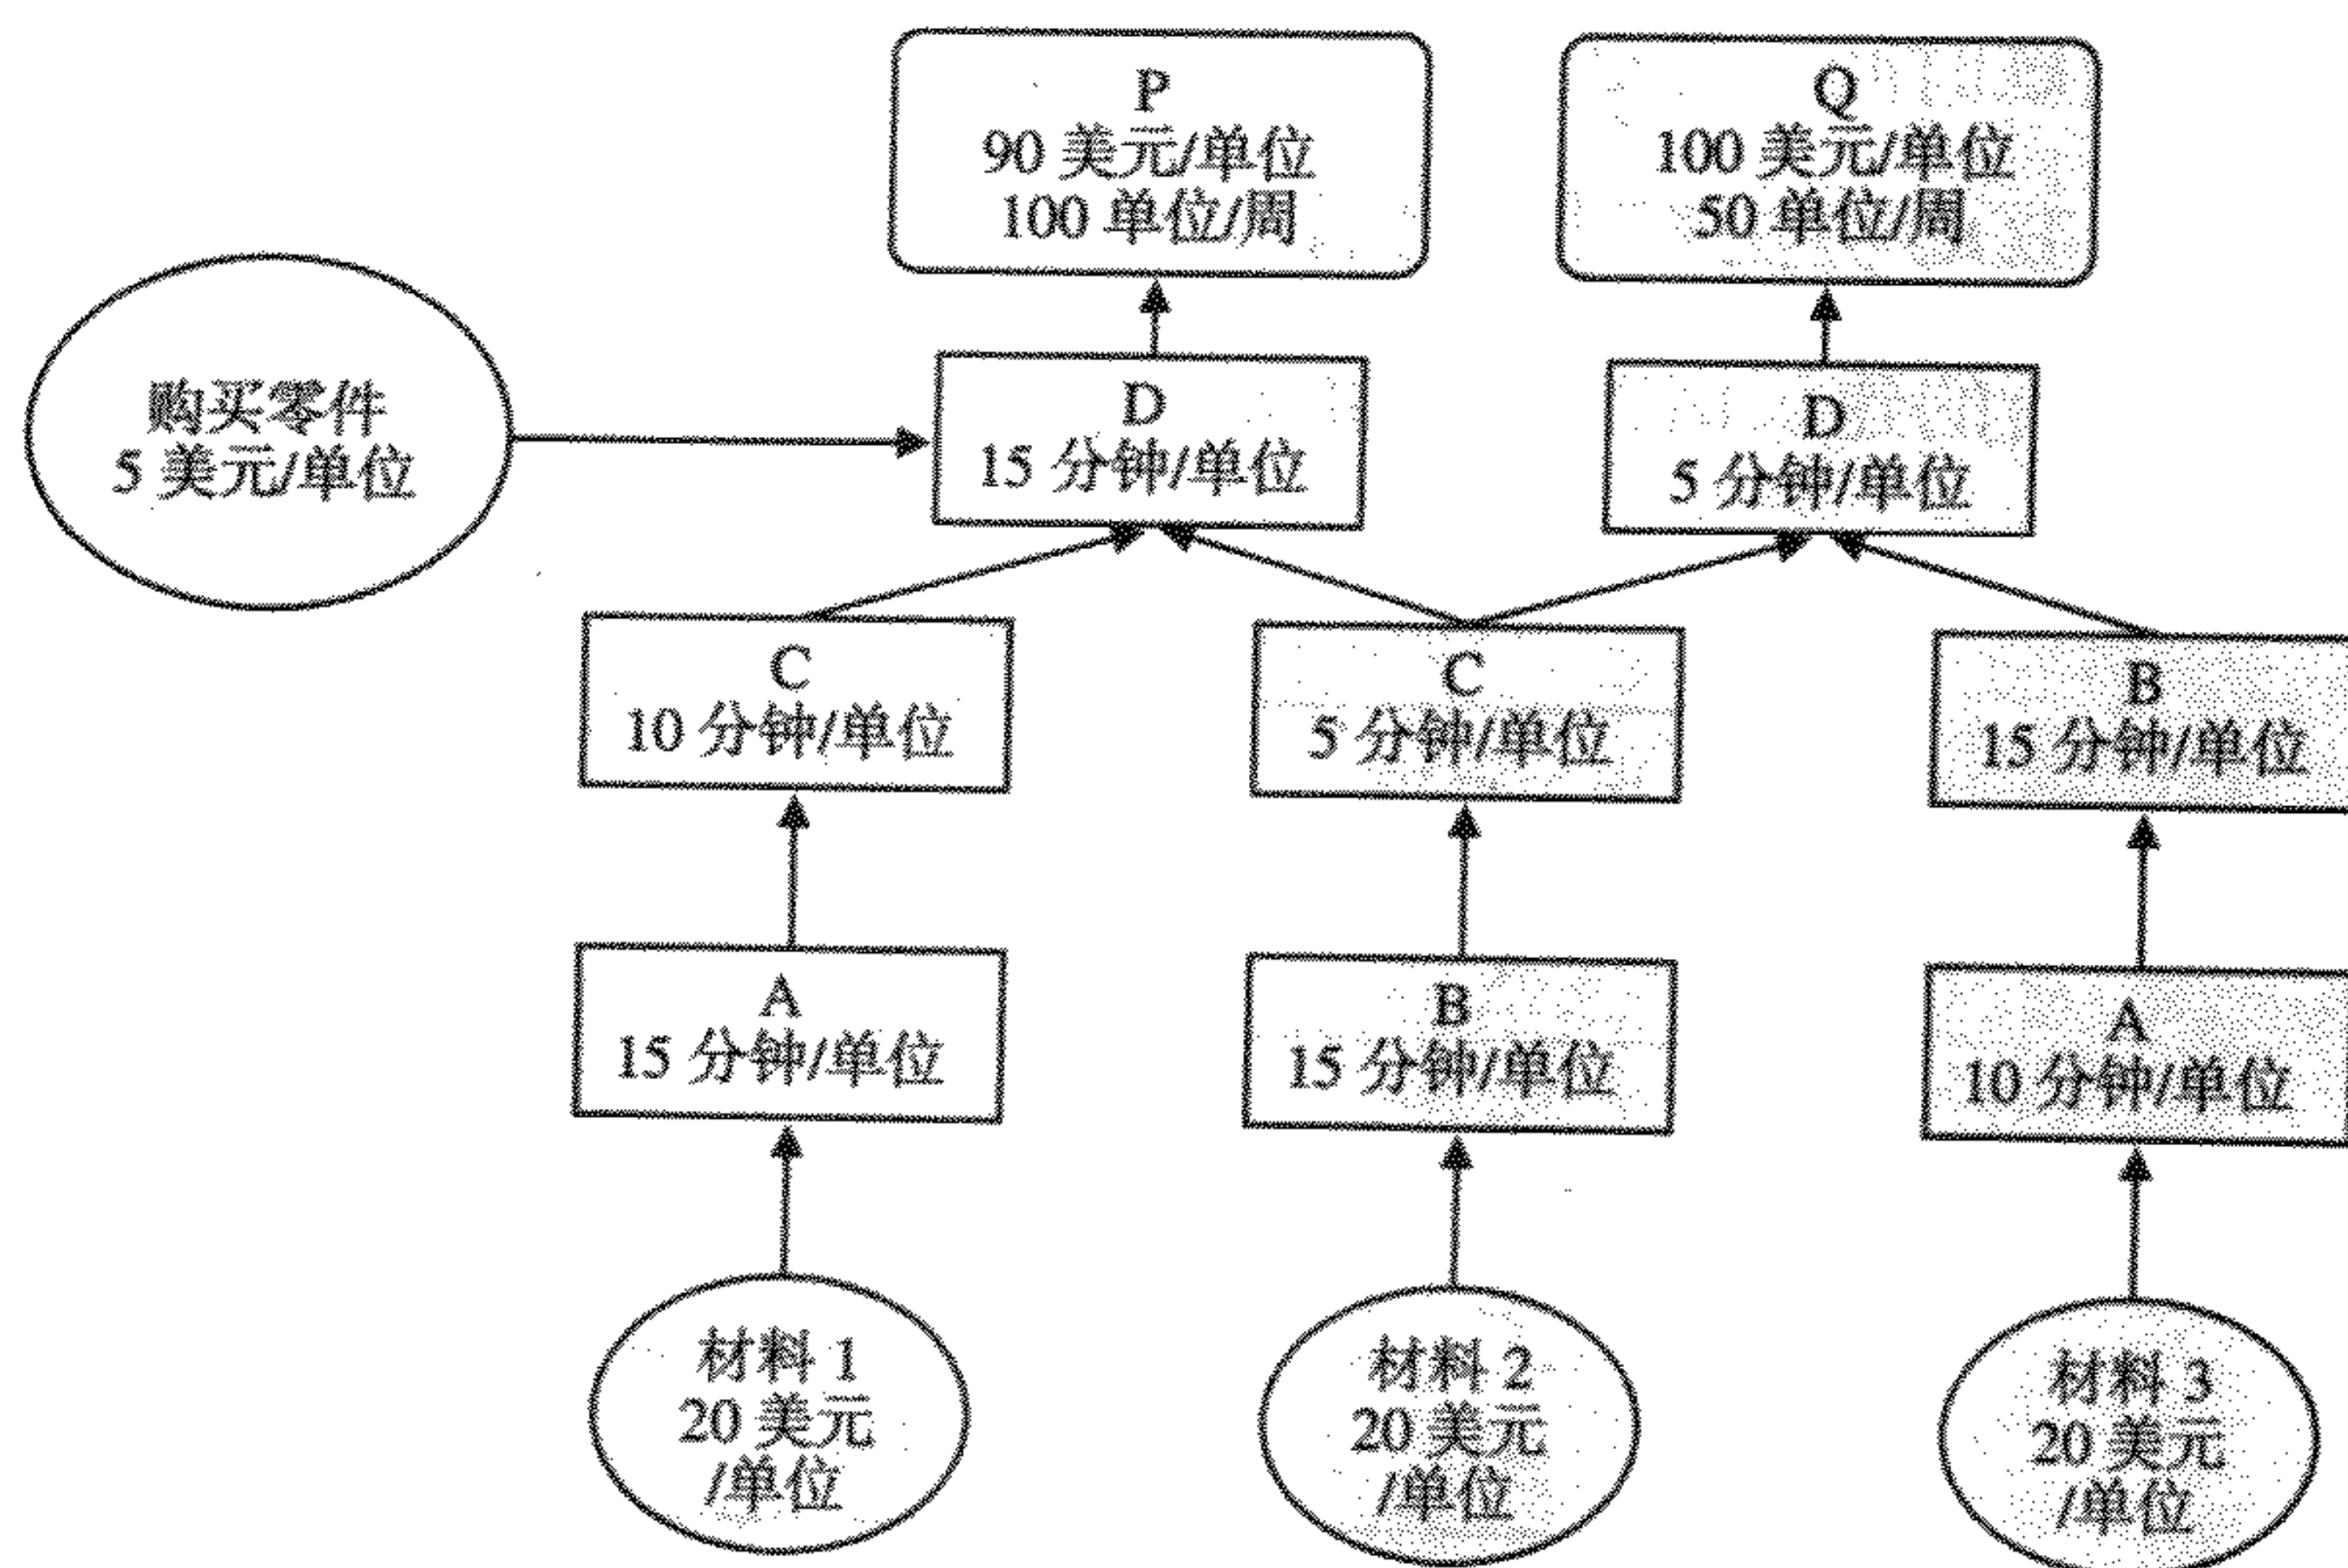 P
90 美元/单位
100 单位/周
Q
100 美元/单位
50 单位/周
购买零件
5 美元/单位
D
15 分钟/单位
D
5 分钟/单位
C
10 分钟/单位
C
5 分钟/单位
B
15 分钟/单位
A
15 分钟/单位
B
15 分钟/单位
A
10 分钟/单位
材料 1
20 美元
/单位
材料 2
20 美元
/单位
材料 3
20 美元
/单位